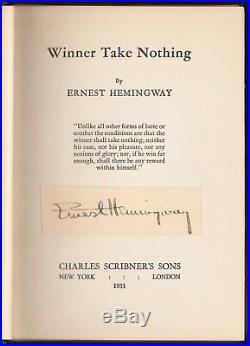 Winner Take Nothing
By
ERNEST HEMINGWAY
"Unlike all other forms of lutte or
combat the conditions are that the
winner shall take nothing; neither
his ease, nor his pleasure, nor any
notions of glory; nor, if he win far
enough, shall there be any reward
within himself."
Ernest Hemingway
CHARLES SCRIBNER'S SONS
NEW YORK : : : LONDON
1933